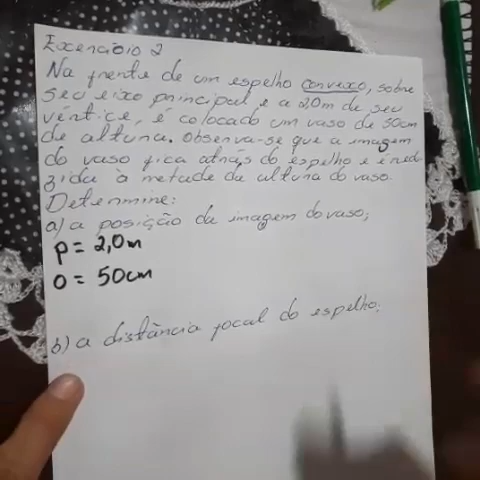 Exercício 2
Na frente de um espelho convexo, sobre
seu eixo principal e a 2,0m de seu
vértice, é colocado um vaso de 50cm
de altura. Observa-se que a imagem
do vaso fica atrás do espelho e é redu
zida à metade da altura do vaso.
Determine:
a) a posição da imagem do vaso;
p = 2,0m
o = 50cm
b) a distância focal do espelho;